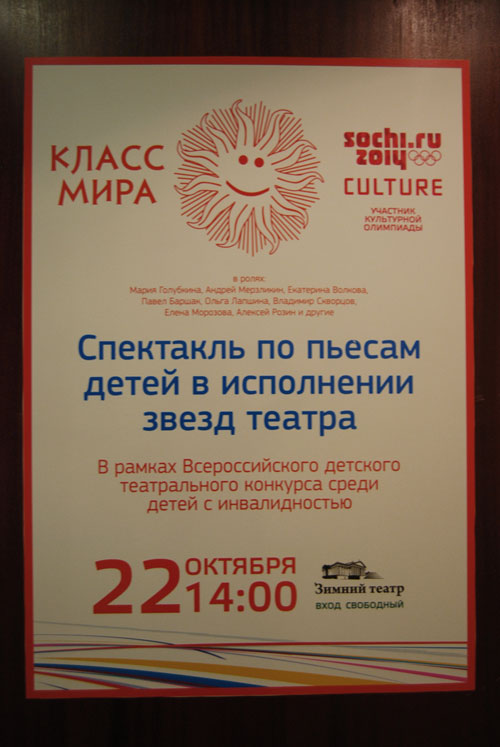 КЛАСС
МИРА
sochi.ru
2014
CULTURE
УЧАСТНИК
КУЛЬТУРНОЙ
ОЛИМПИАДЫ
в ролях:
Мария Голубкина, Андрей Мерзликин, Екатерина Волкова,
Павел Баршак, Ольга Лапшина, Владимир Скворцов,
Елена Морозова, Алексей Розин и другие
Спектакль по пьесам
детей в исполнении
звезд театра
В рамках Всероссийского детского
театрального конкурса среди
детей с инвалидностью
22 ОКТЯБРЯ
14:00
Зимний театр
ВХОД СВОБОДНЫЙ